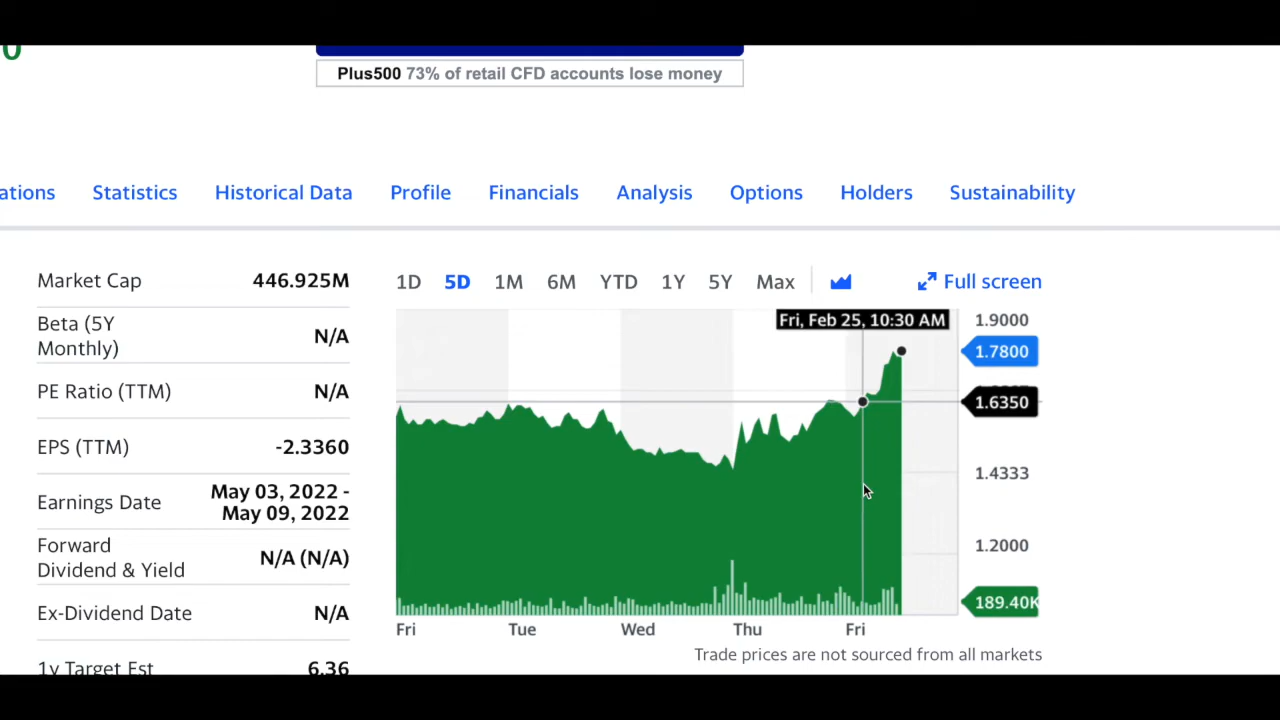 0
Plus500 73% of retail CFD accounts lose money
ations Statistics Historical Data Profile Financials Analysis Options Holders Sustainability
Market Cap 446.925M
Beta (5Y
Monthly) N/A
PE Ratio (TTM) N/A
EPS (TTM) -2.3360
Earnings Date May 03, 2022 -
May 09, 2022
Forward
Dividend & Yield N/A (N/A)
Ex-Dividend Date N/A
1y Target Est 6.36
1D 5D 1M 6M YTD 1Y 5Y Max Full screen
Fri, Feb 25, 10:30 AM 1.9000
1.7800
1.6350
1.4333
1.2000
189.40K
Fri Tue Wed Thu Fri
Trade prices are not sourced from all markets